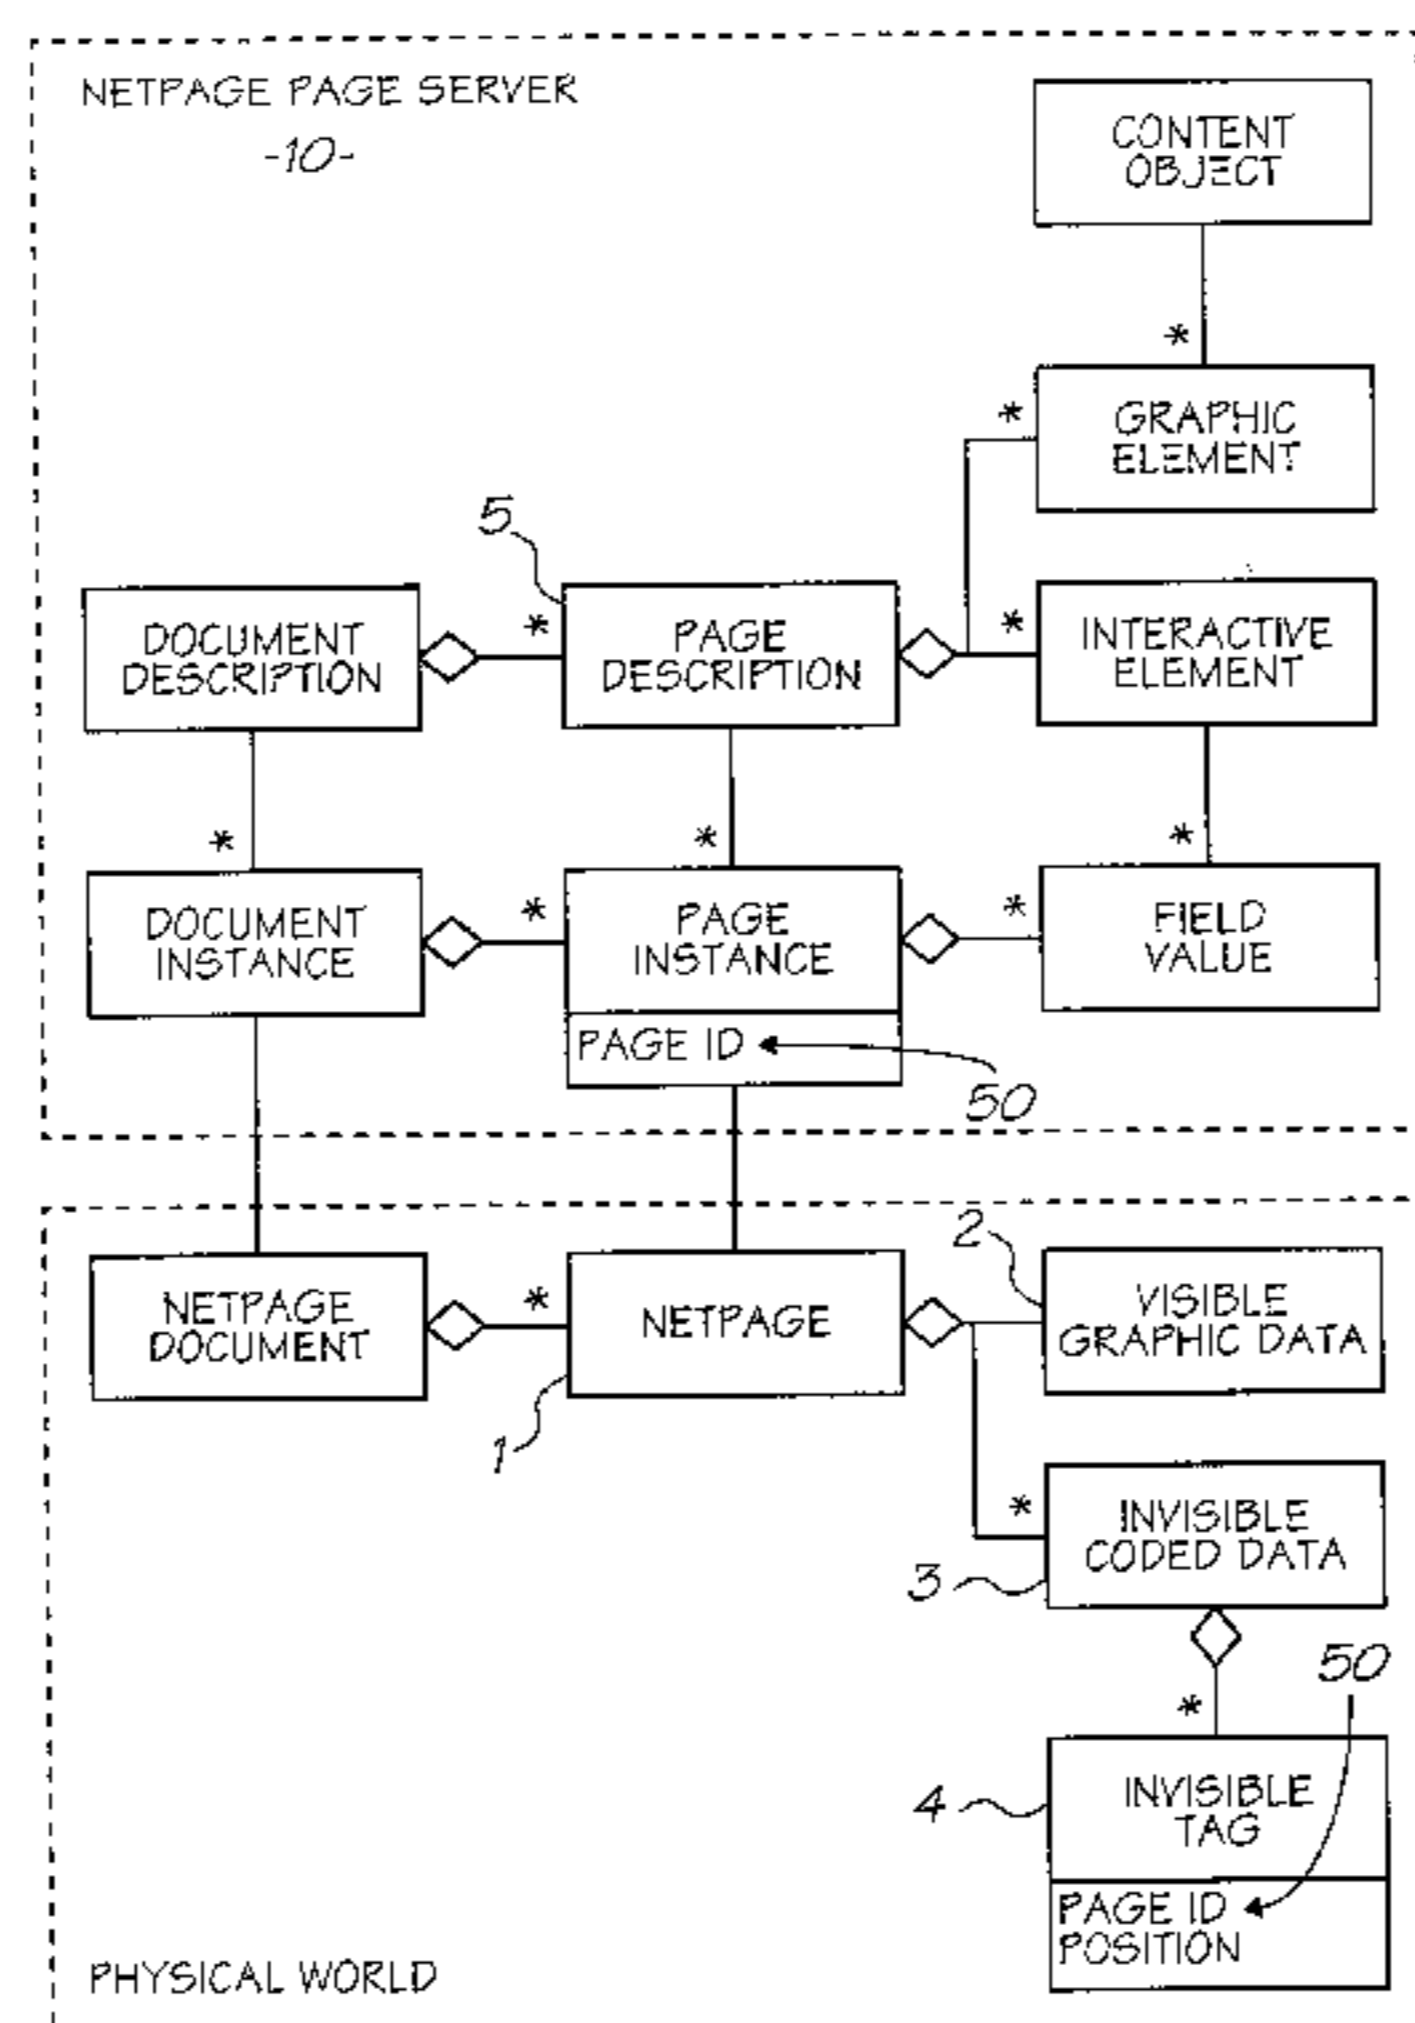 NETPAGE PAGE SERVER
-10-
CONTENT
OBJECT
*
*
GRAPHIC
ELEMENT
5
DOCUMENT
DESCRIPTION
*
PAGE
DESCRIPTION
*
INTERACTIVE
ELEMENT
*
*
*
DOCUMENT
INSTANCE
*
PAGE
INSTANCE
*
FIELD
VALUE
PAGE ID
50
2
NETPAGE
DOCUMENT
*
NETPAGE
VISIBLE
GRAPHIC DATA
1
*
INVISIBLE
CODED DATA
3
50
*
4
INVISIBLE
TAG
PAGE ID
POSITION
PHYSICAL WORLD